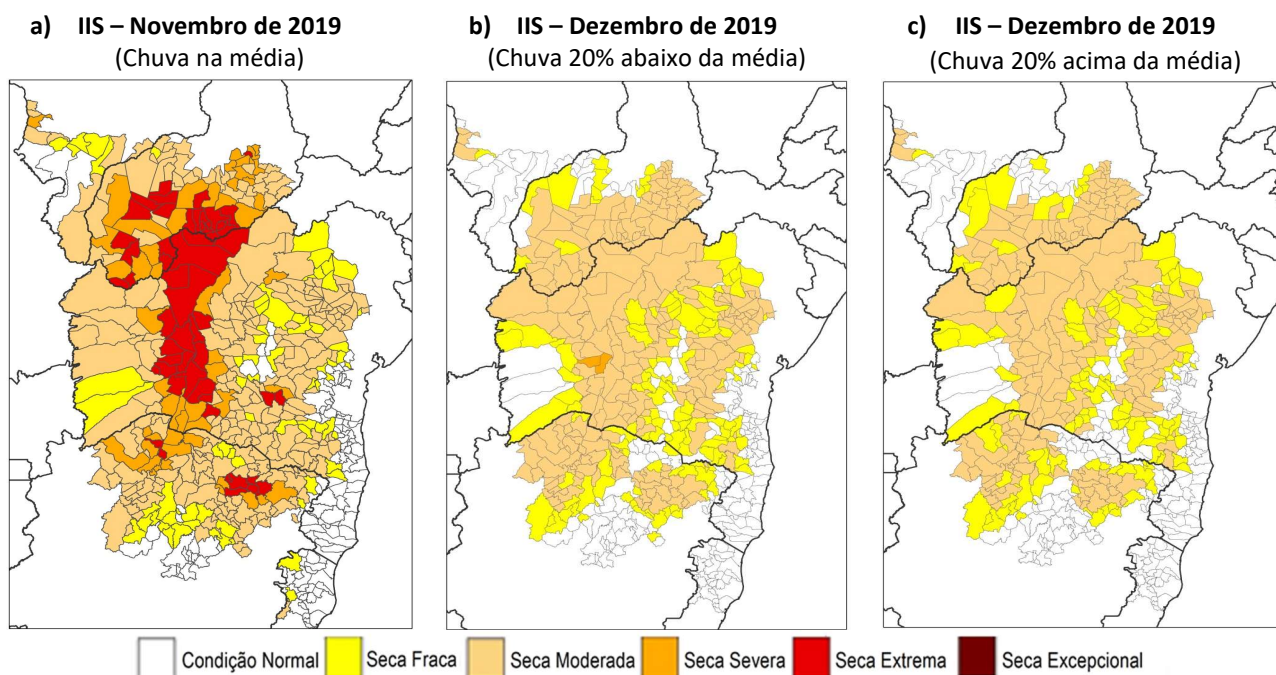 a) IIS – Novembro de 2019
(Chuva na média)
b) IIS – Dezembro de 2019
(Chuva 20% abaixo da média)
c) IIS – Dezembro de 2019
(Chuva 20% acima da média)
Condição Normal Seca Fraca Seca Moderada Seca Severa Seca Extrema Seca Excepcional